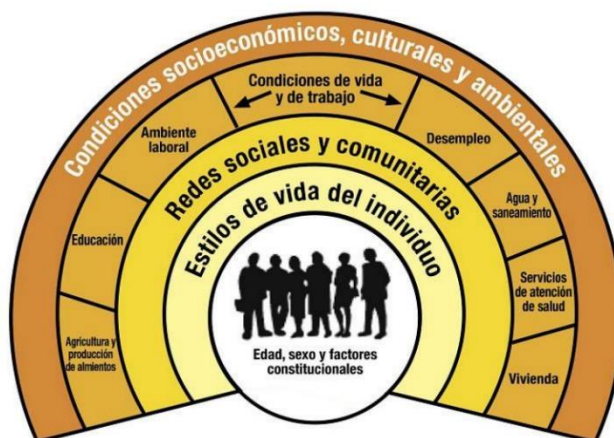 Condiciones socioeconómicos, culturales y ambientales
Condiciones de vida
y de trabajo
Ambiente
laboral
Desempleo
Redes sociales y comunitarias
Educación
Agua y
saneamiento
Estilos de vida del individuo
Servicios
de atención
de salud
Agricultura y
producción
de almientos
Vivienda
Edad, sexo y factores
constitucionales